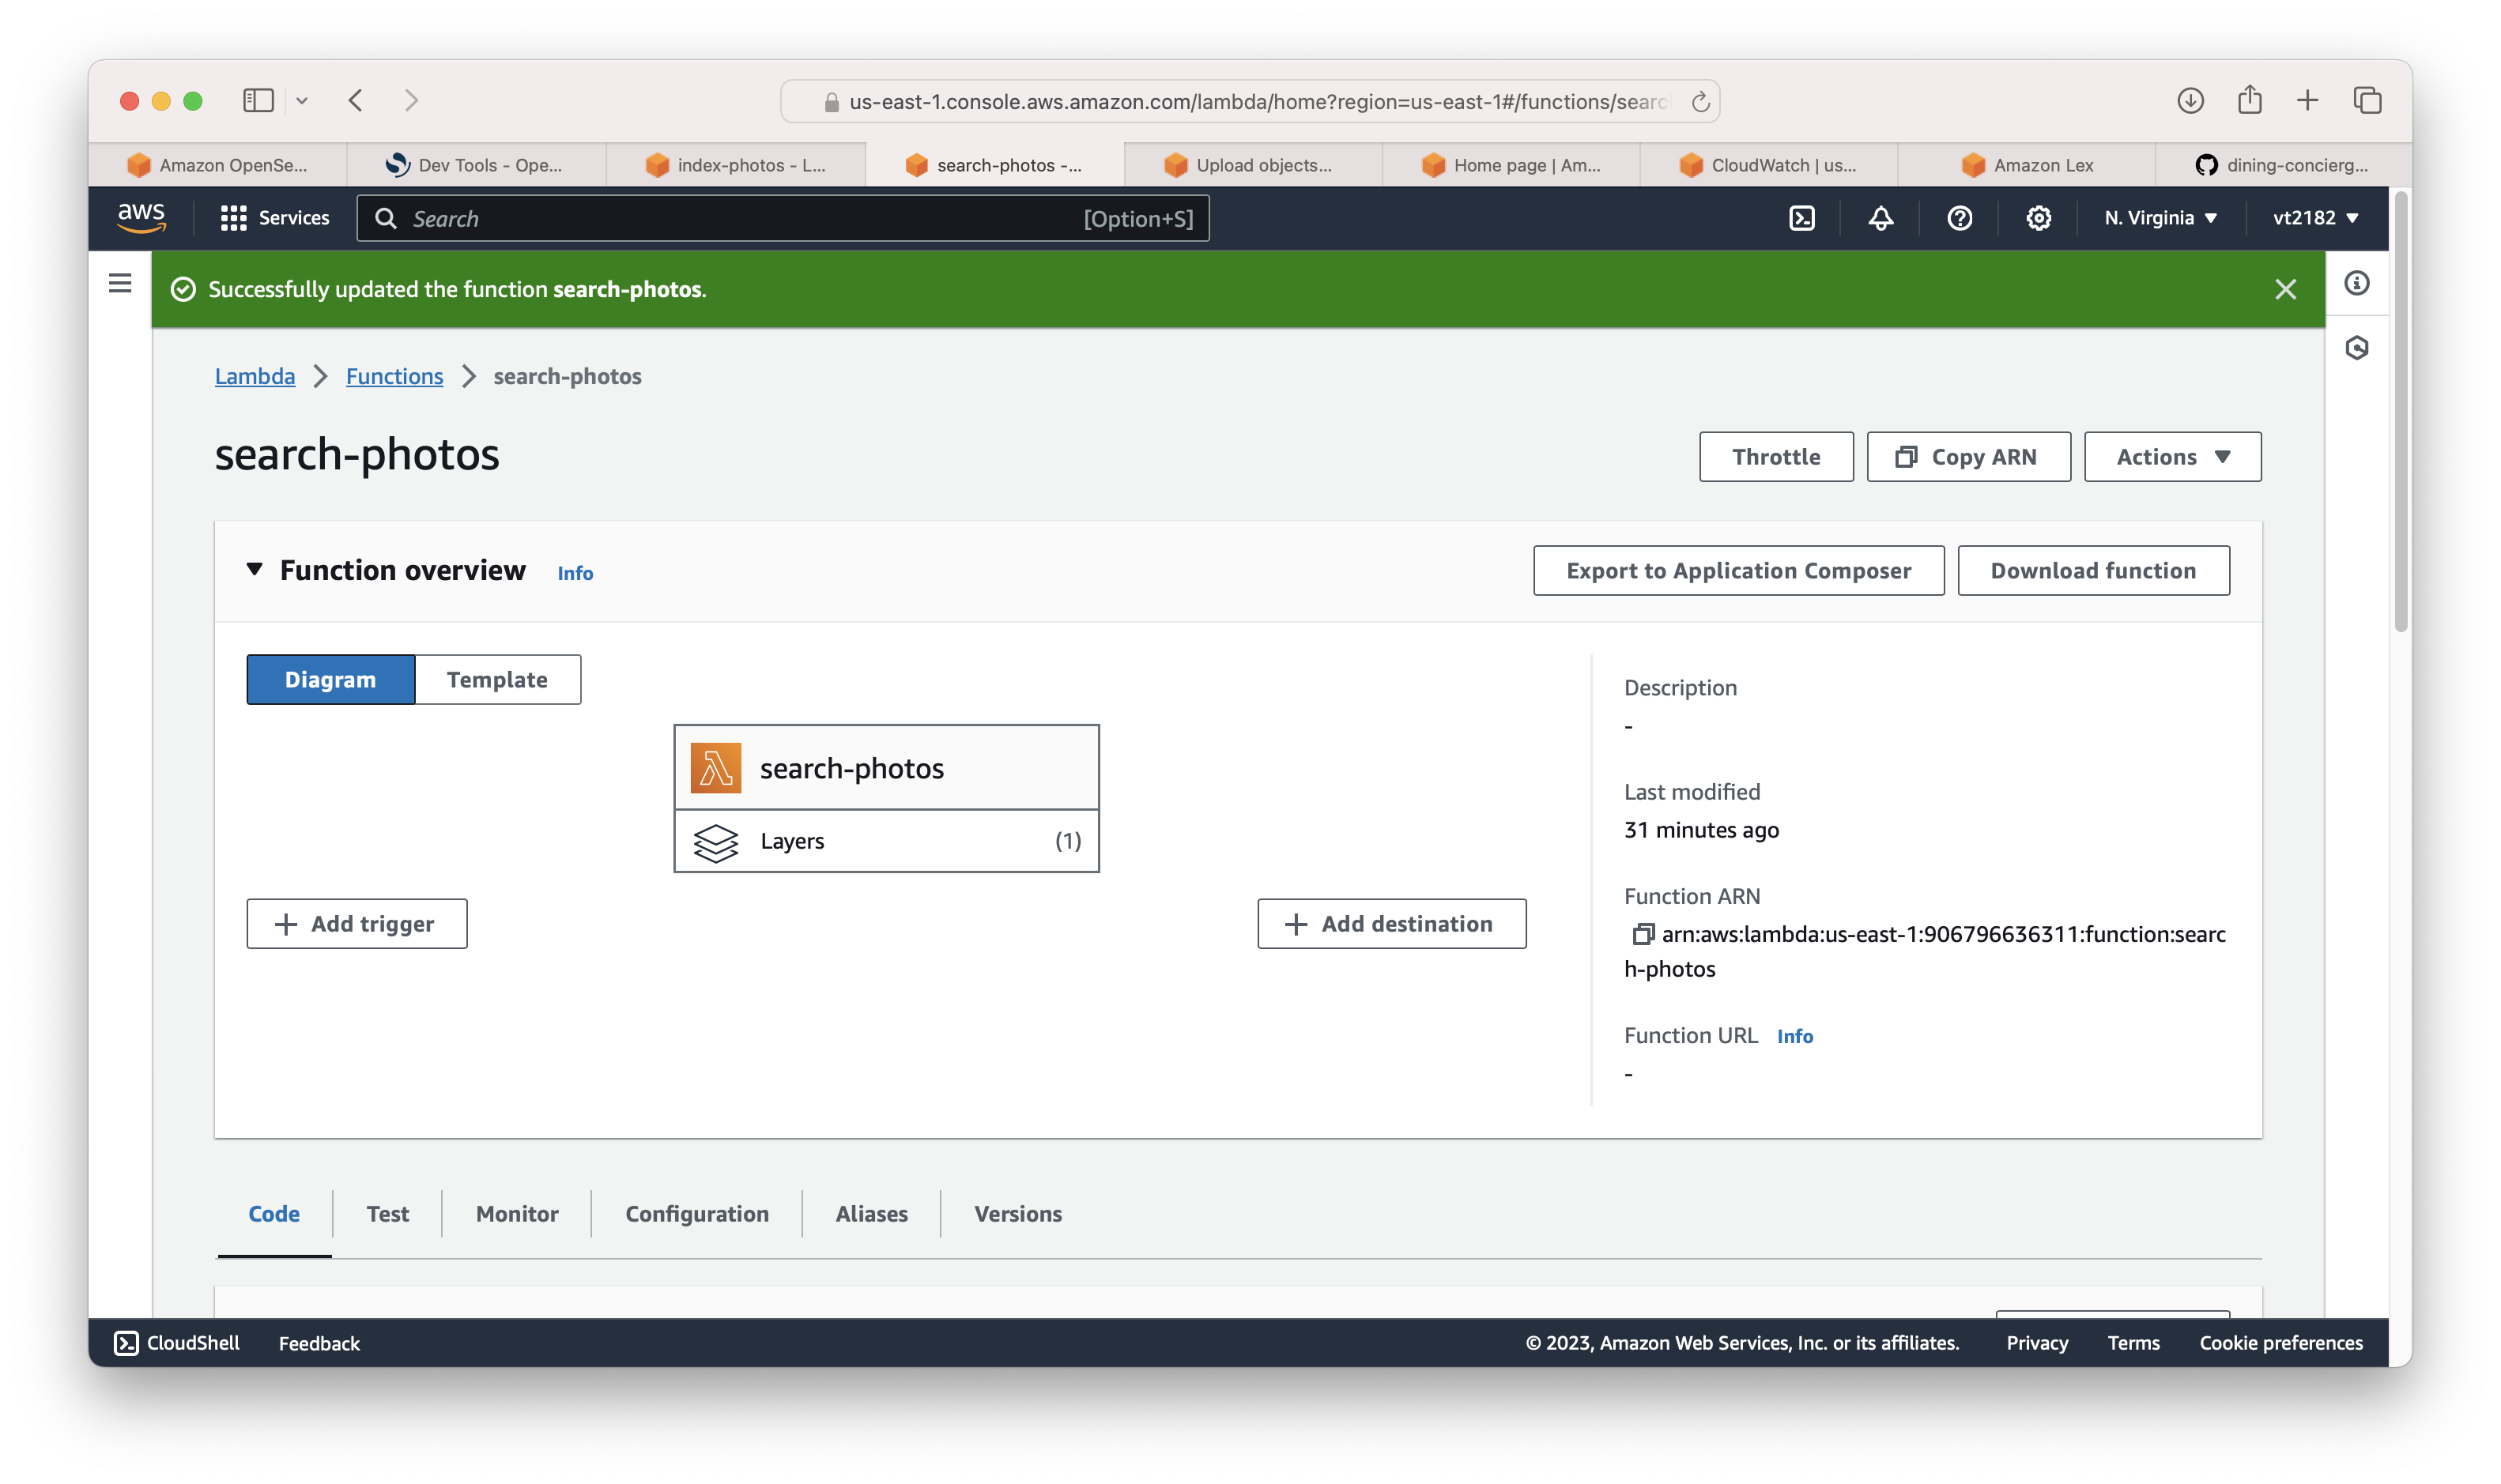 us-east-1.console.aws.amazon.com/lambda/home?region=us-east-1#/functions/searc
Amazon OpenSe...
Dev Tools - Ope...
index-photos - L...
search-photos -...
Upload objects...
Home page | Am...
CloudWatch | us...
Amazon Lex
dining-concierg...
aws
Services
Search
[Option+S]
N. Virginia
vt2182
Successfully updated the function search-photos.
Lambda
Functions
search-photos
search-photos
Throttle
Copy ARN
Actions
Function overview
Info
Export to Application Composer
Download function
Diagram
Template
search-photos
Layers
(1)
Add trigger
Add destination
Description
-
Last modified
31 minutes ago
Function ARN
arn:aws:lambda:us-east-1:906796636311:function:searc
h-photos
Function URL
Info
-
Code
Test
Monitor
Configuration
Aliases
Versions
CloudShell
Feedback
© 2023, Amazon Web Services, Inc. or its affiliates.
Privacy
Terms
Cookie preferences